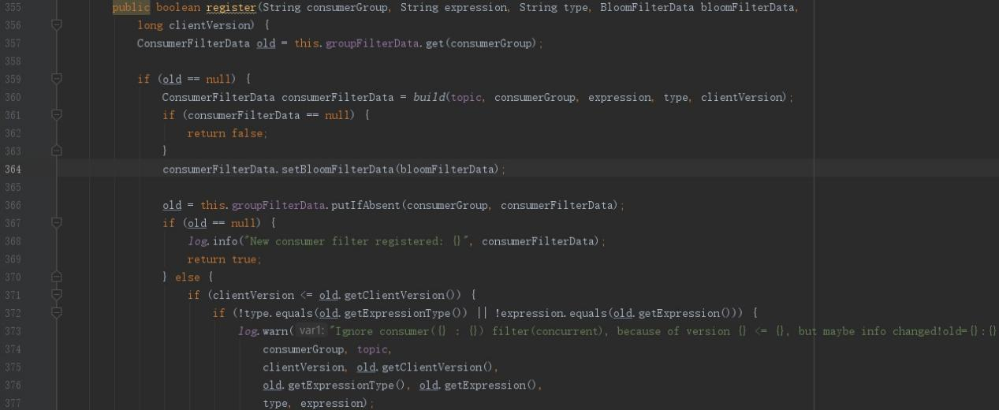 355 public boolean register(String consumerGroup, String expression, String type, BloomFilterData bloomFilterData,
356 long clientVersion) {
357 ConsumerFilterData old = this.groupFilterData.get(consumerGroup);
358
359 if (old == null) {
360 ConsumerFilterData consumerFilterData = build(topic, consumerGroup, expression, type, clientVersion);
361 if (consumerFilterData == null) {
362 return false;
363 }
364 consumerFilterData.setBloomFilterData(bloomFilterData);
365
366 old = this.groupFilterData.putIfAbsent(consumerGroup, consumerFilterData);
367 if (old == null) {
368 log.info("New consumer filter registered: {}", consumerFilterData);
369 return true;
370 } else {
371 if (clientVersion <= old.getClientVersion()) {
372 if (!type.equals(old.getExpressionType()) || !expression.equals(old.getExpression())) {
373 log.warn( var1: "Ignore consumer({} : {}) filter(concurrent), because of version {} <= {}, but maybe info changed!old={}:{}
374 consumerGroup, topic,
375 clientVersion, old.getClientVersion(),
376 old.getExpressionType(), old.getExpression(),
377 type, expression);